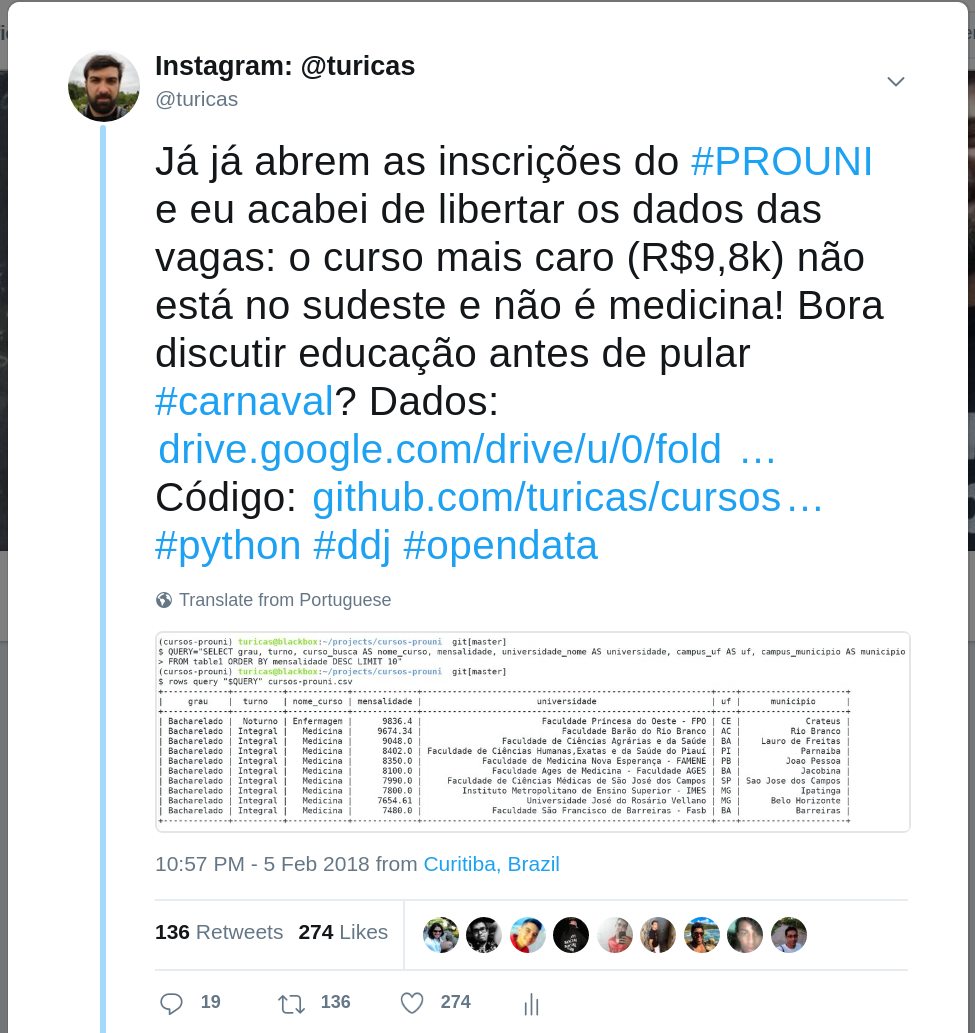 Instagram: @turicas
@turicas
Já já abrem as inscrições do #PROUNI
e eu acabei de libertar os dados das
vagas: o curso mais caro (R$9,8k) não
está no sudeste e não é medicina! Bora
discutir educação antes de pular
#carnaval? Dados:
drive.google.com/drive/u/0/fold …
Código: github.com/turicas/cursos…
#python #ddj #opendata
Translate from Portuguese
(cursos-prouni) turicas@blackbox:~/projects/cursos-prouni git[master]
$ QUERY="SELECT grau, turno, curso_busca AS nome_curso, mensalidade, universidade_nome AS universidade, campus_uf AS uf, campus_municipio AS municipio
> FROM table1 ORDER BY mensalidade DESC LIMIT 10"
(cursos-prouni) turicas@blackbox:~/projects/cursos-prouni git[master]
$ rows query "$QUERY" cursos-prouni.csv
| grau | turno | nome_curso | mensalidade | universidade | uf | municipio |
| Bacharelado | Noturno | Enfermagem | 9836.4 | Faculdade Princesa do Oeste - FPO | CE | Crateus |
| Bacharelado | Integral | Medicina | 9674.34 | Faculdade Barão do Rio Branco | AC | Rio Branco |
| Bacharelado | Integral | Medicina | 9048.0 | Faculdade de Ciências Agrárias e da Saúde | BA | Lauro de Freitas |
| Bacharelado | Integral | Medicina | 8402.0 | Faculdade de Ciências Humanas,Exatas e da Saúde do Piauí | PI | Parnaiba |
| Bacharelado | Integral | Medicina | 8350.0 | Faculdade de Medicina Nova Esperança - FAMENE | PB | Joao Pessoa |
| Bacharelado | Integral | Medicina | 8100.0 | Faculdade Ages de Medicina - Faculdade AGES | BA | Jacobina |
| Bacharelado | Integral | Medicina | 7990.0 | Faculdade de Ciências Médicas de São José dos Campos | SP | Sao Jose dos Campos |
| Bacharelado | Integral | Medicina | 7800.0 | Instituto Metropolitano de Ensino Superior - IMES | MG | Ipatinga |
| Bacharelado | Integral | Medicina | 7654.61 | Universidade José do Rosário Vellano | MG | Belo Horizonte |
| Bacharelado | Integral | Medicina | 7480.0 | Faculdade São Francisco de Barreiras - Fasb | BA | Barreiras |
10:57 PM - 5 Feb 2018 from Curitiba, Brazil
136 Retweets 274 Likes
19 136 274